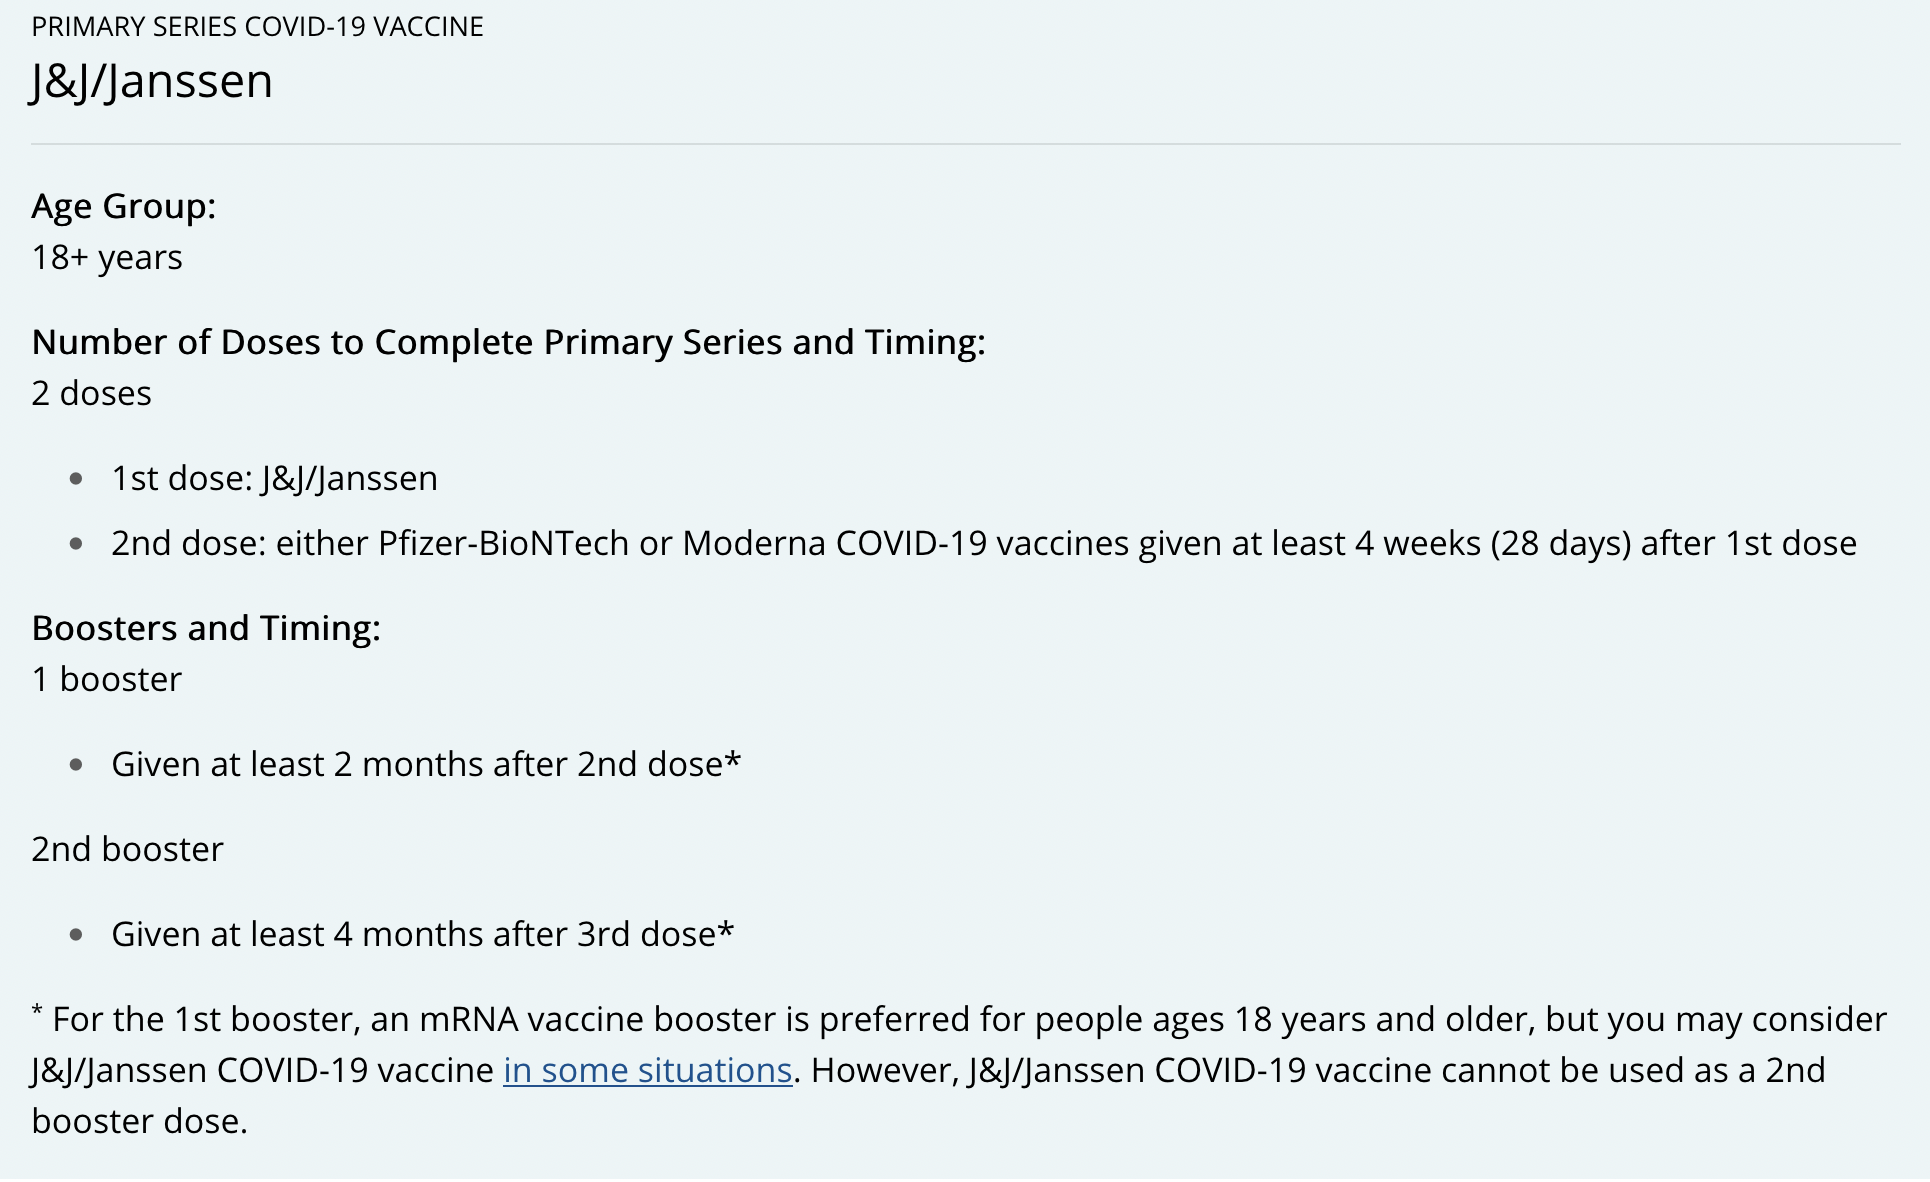 PRIMARY SERIES COVID-19 VACCINE
J&J/Janssen
Age Group:
18+ years
Number of Doses to Complete Primary Series and Timing:
2 doses
• 1st dose: J&J/Janssen
• 2nd dose: either Pfizer-BioNTech or Moderna COVID-19 vaccines given at least 4 weeks (28 days) after 1st dose
Boosters and Timing:
1 booster
• Given at least 2 months after 2nd dose*
2nd booster
• Given at least 4 months after 3rd dose*
* For the 1st booster, an mRNA vaccine booster is preferred for people ages 18 years and older, but you may consider
J&J/Janssen COVID-19 vaccine in some situations. However, J&J/Janssen COVID-19 vaccine cannot be used as a 2nd
booster dose.